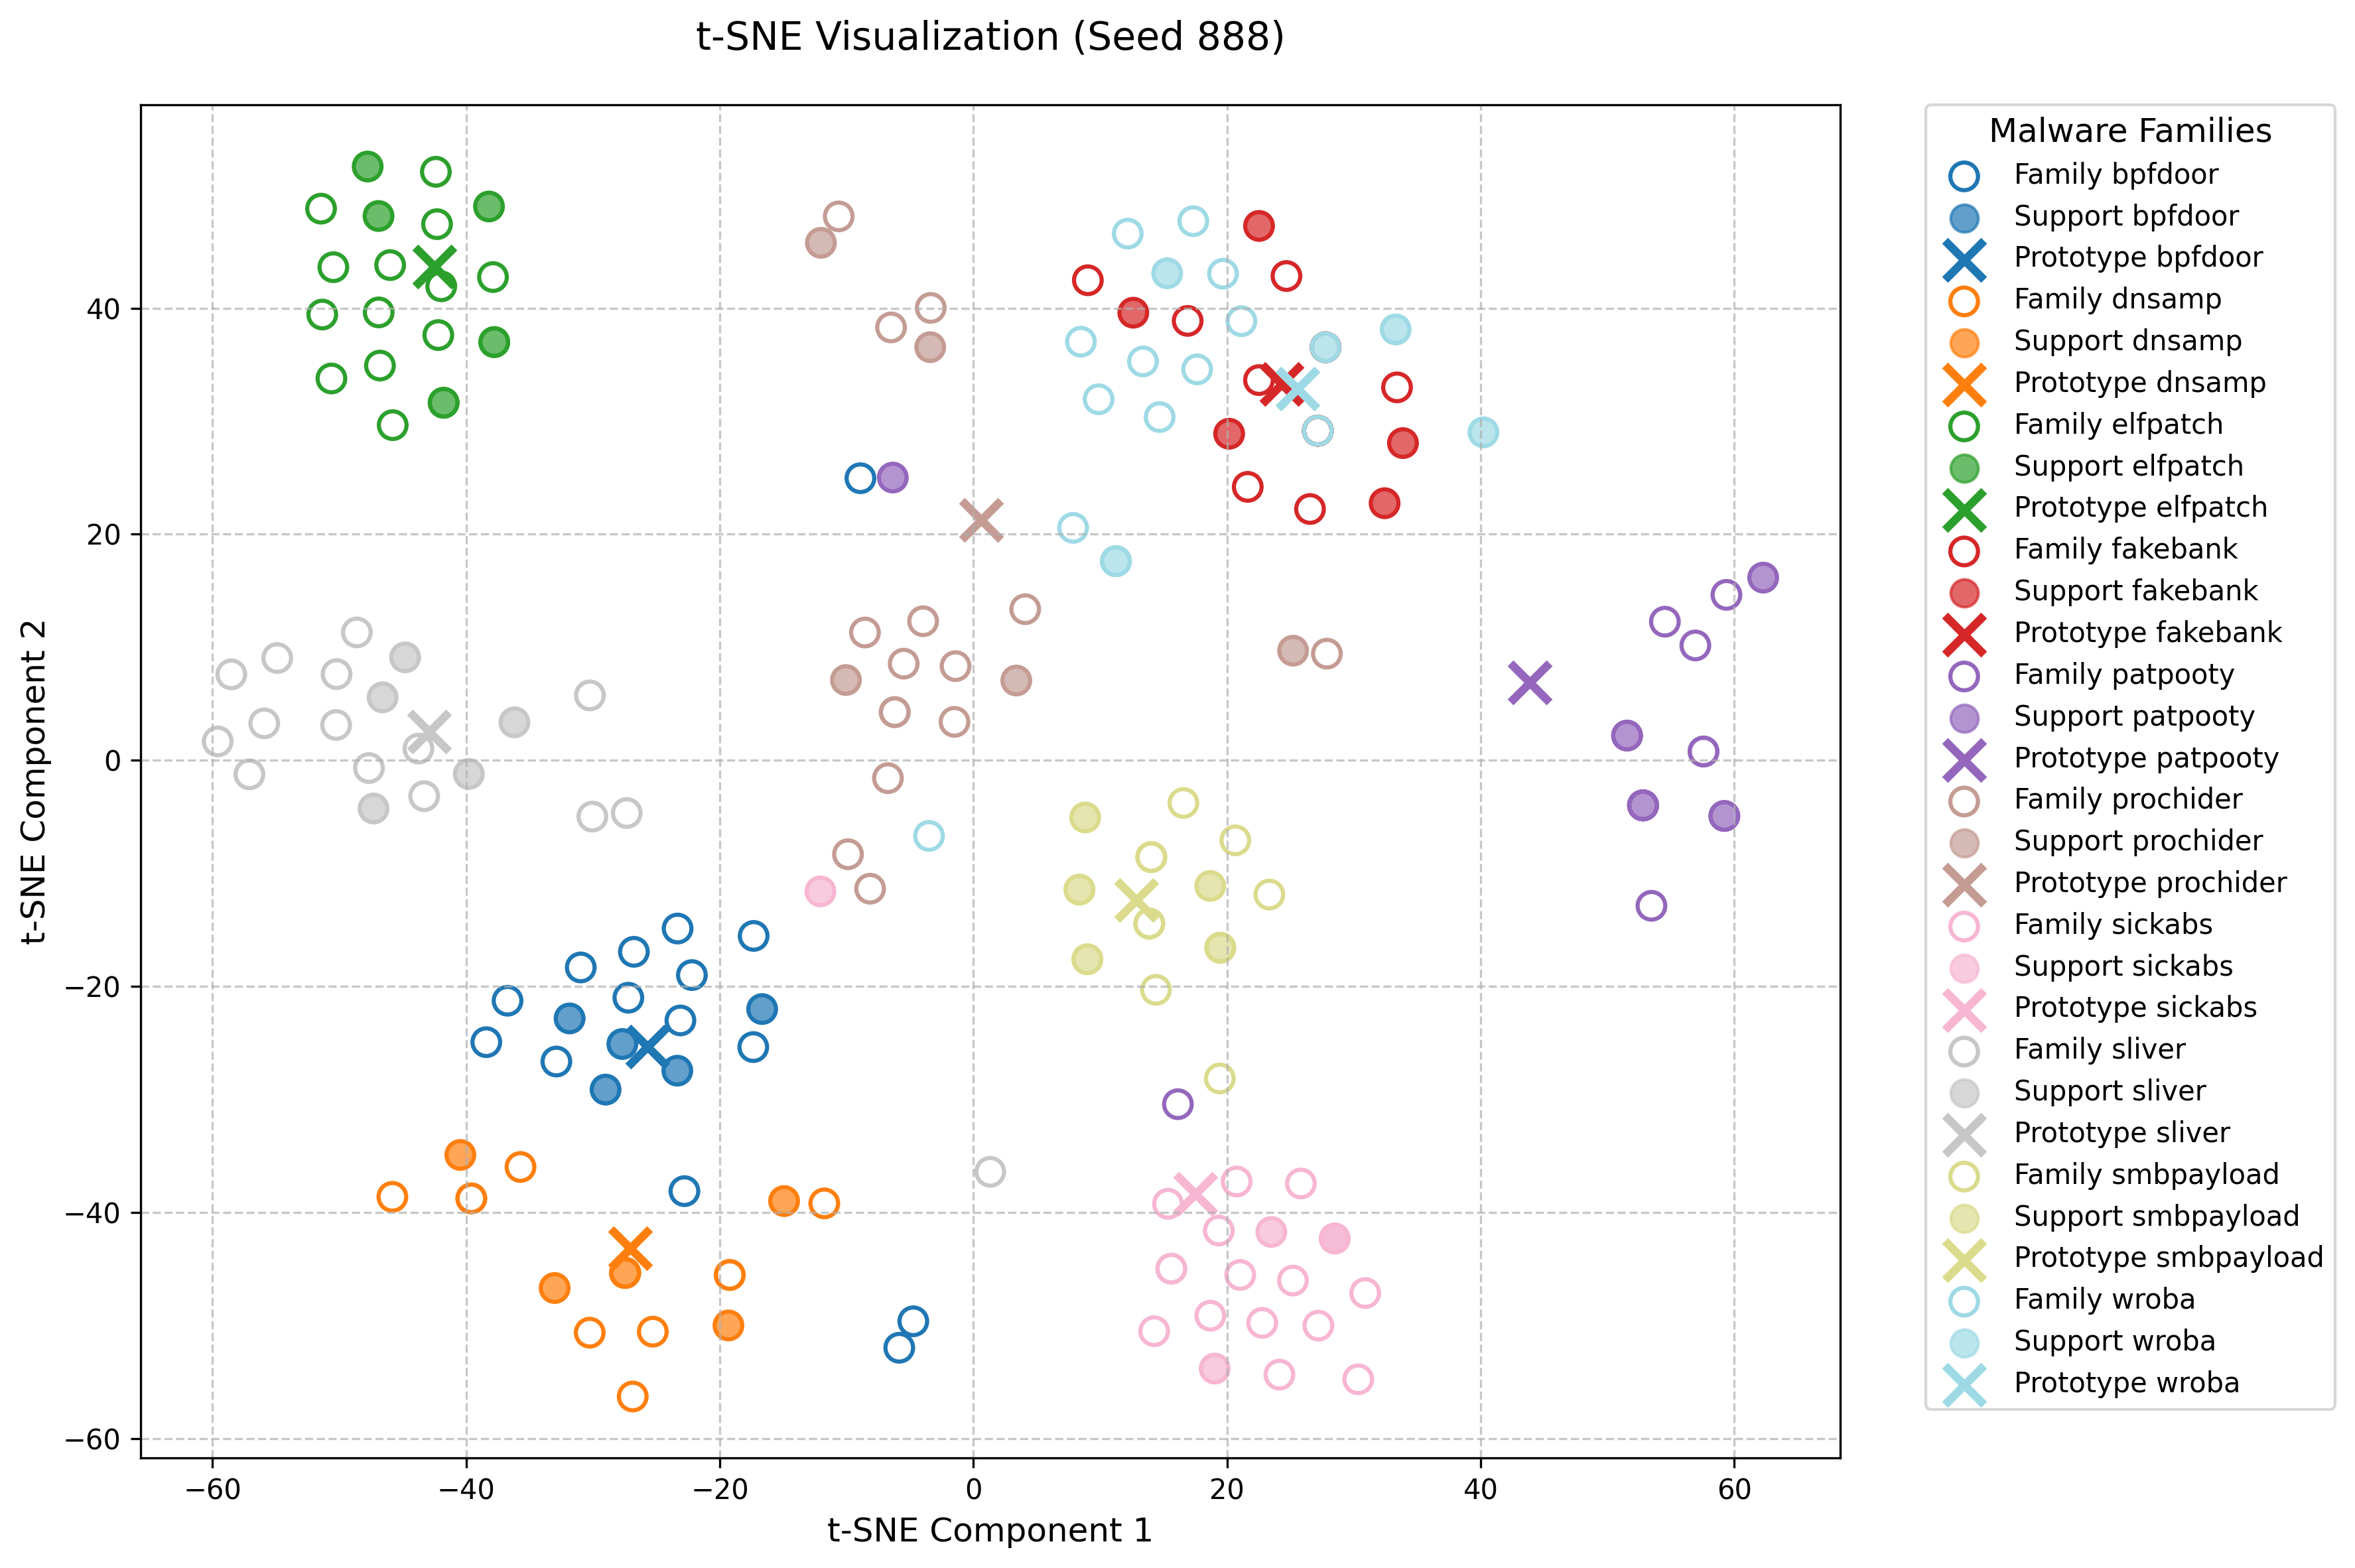 t-SNE Visualization (Seed 888)
t-SNE Component 2
40
20
0
−20
−40
−60
−60 −40 −20 0 20 40 60
t-SNE Component 1
Malware Families
Family bpfdoor
Support bpfdoor
Prototype bpfdoor
Family dnsamp
Support dnsamp
Prototype dnsamp
Family elfpatch
Support elfpatch
Prototype elfpatch
Family fakebank
Support fakebank
Prototype fakebank
Family patpooty
Support patpooty
Prototype patpooty
Family prochider
Support prochider
Prototype prochider
Family sickabs
Support sickabs
Prototype sickabs
Family sliver
Support sliver
Prototype sliver
Family smbpayload
Support smbpayload
Prototype smbpayload
Family wroba
Support wroba
Prototype wroba